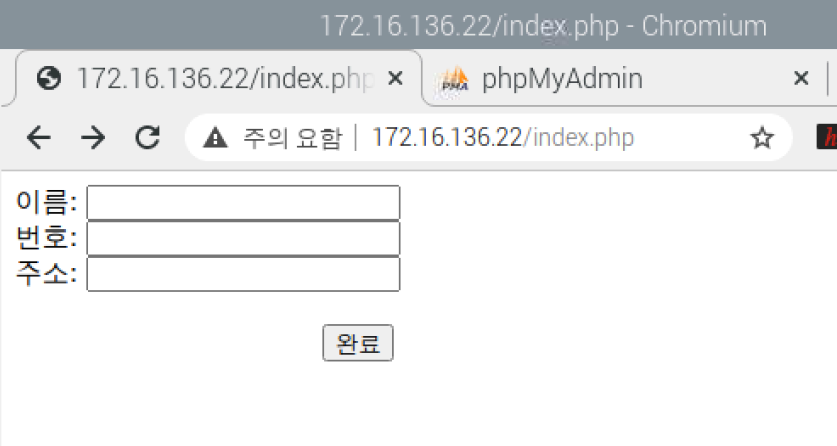 172.16.136.22/index.php - Chromium
172.16.136.22/index.php × phpMyAdmin ×
주의 요함 | 172.16.136.22/index.php
이름:
번호:
주소:
완료